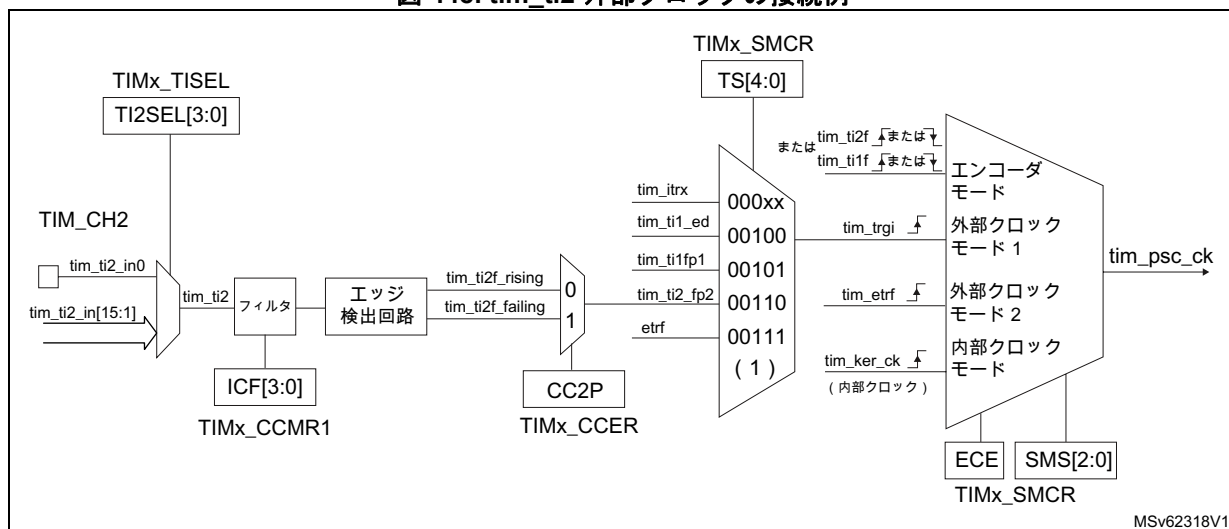 TIMx_TISEL
TI2SEL[3:0]
TIM_CH2
tim_ti2_in0
tim_ti2_in[15:1]
tim_ti2
フィルタ
ICF[3:0]
TIMx_CCMR1
エッジ
検出回路
tim_ti2f_rising
tim_ti2f_failing
0
1
CC2P
TIMx_CCER
TIMx_SMCR
TS[4:0]
tim_itrx
tim_ti1_ed
tim_ti1fp1
tim_ti2_fp2
etrf
000xx
00100
00101
00110
00111
(1)
または
tim_ti2f または
tim_ti1f または
エンコーダ
モード
tim_trgi
外部クロック
モード 1
tim_etrf
外部クロック
モード 2
tim_ker_ck
(内部クロック)
内部クロック
モード
tim_psc_ck
ECE
SMS[2:0]
TIMx_SMCR
MSv62318V1